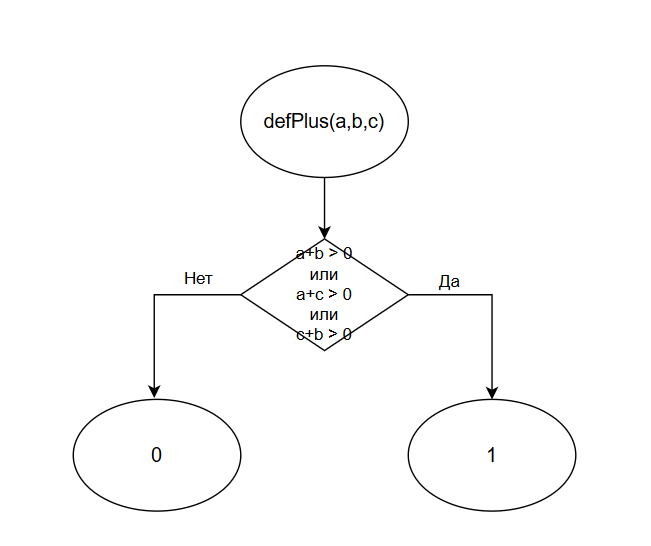 defPlus(a,b,c)
a+b > 0
или
a+c > 0
или
c+b > 0
Нет
Да
0
1